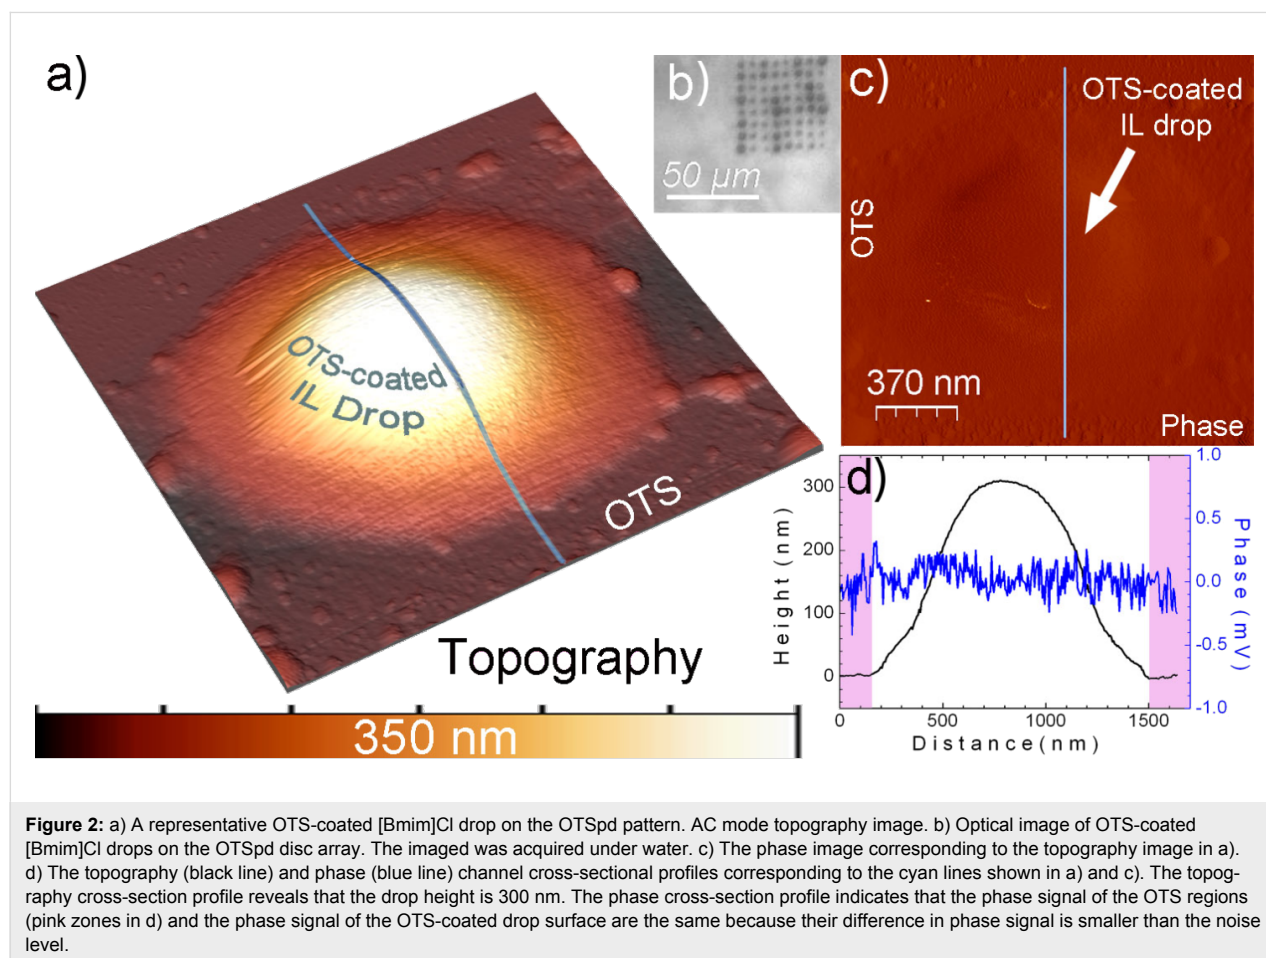 a)
OTS-coated
IL Drop
OTS
Topography
350 nm
b)
50 µm
c)
OTS-coated
IL drop
OTS
370 nm
Phase
d)
300
200
100
0
Height (nm)
1.0
0.5
0.0
-0.5
-1.0
Phase (mV)
0
500
1000
1500
Distance(nm)
Figure 2: a) A representative OTS-coated [Bmim]Cl drop on the OTSpd pattern. AC mode topography image. b) Optical image of OTS-coated
[Bmim]Cl drops on the OTSpd disc array. The imaged was acquired under water. c) The phase image corresponding to the topography image in a).
d) The topography (black line) and phase (blue line) channel cross-sectional profiles corresponding to the cyan lines shown in a) and c). The topog-
raphy cross-section profile reveals that the drop height is 300 nm. The phase cross-section profile indicates that the phase signal of the OTS regions
(pink zones in d) and the phase signal of the OTS-coated drop surface are the same because their difference in phase signal is smaller than the noise
level.